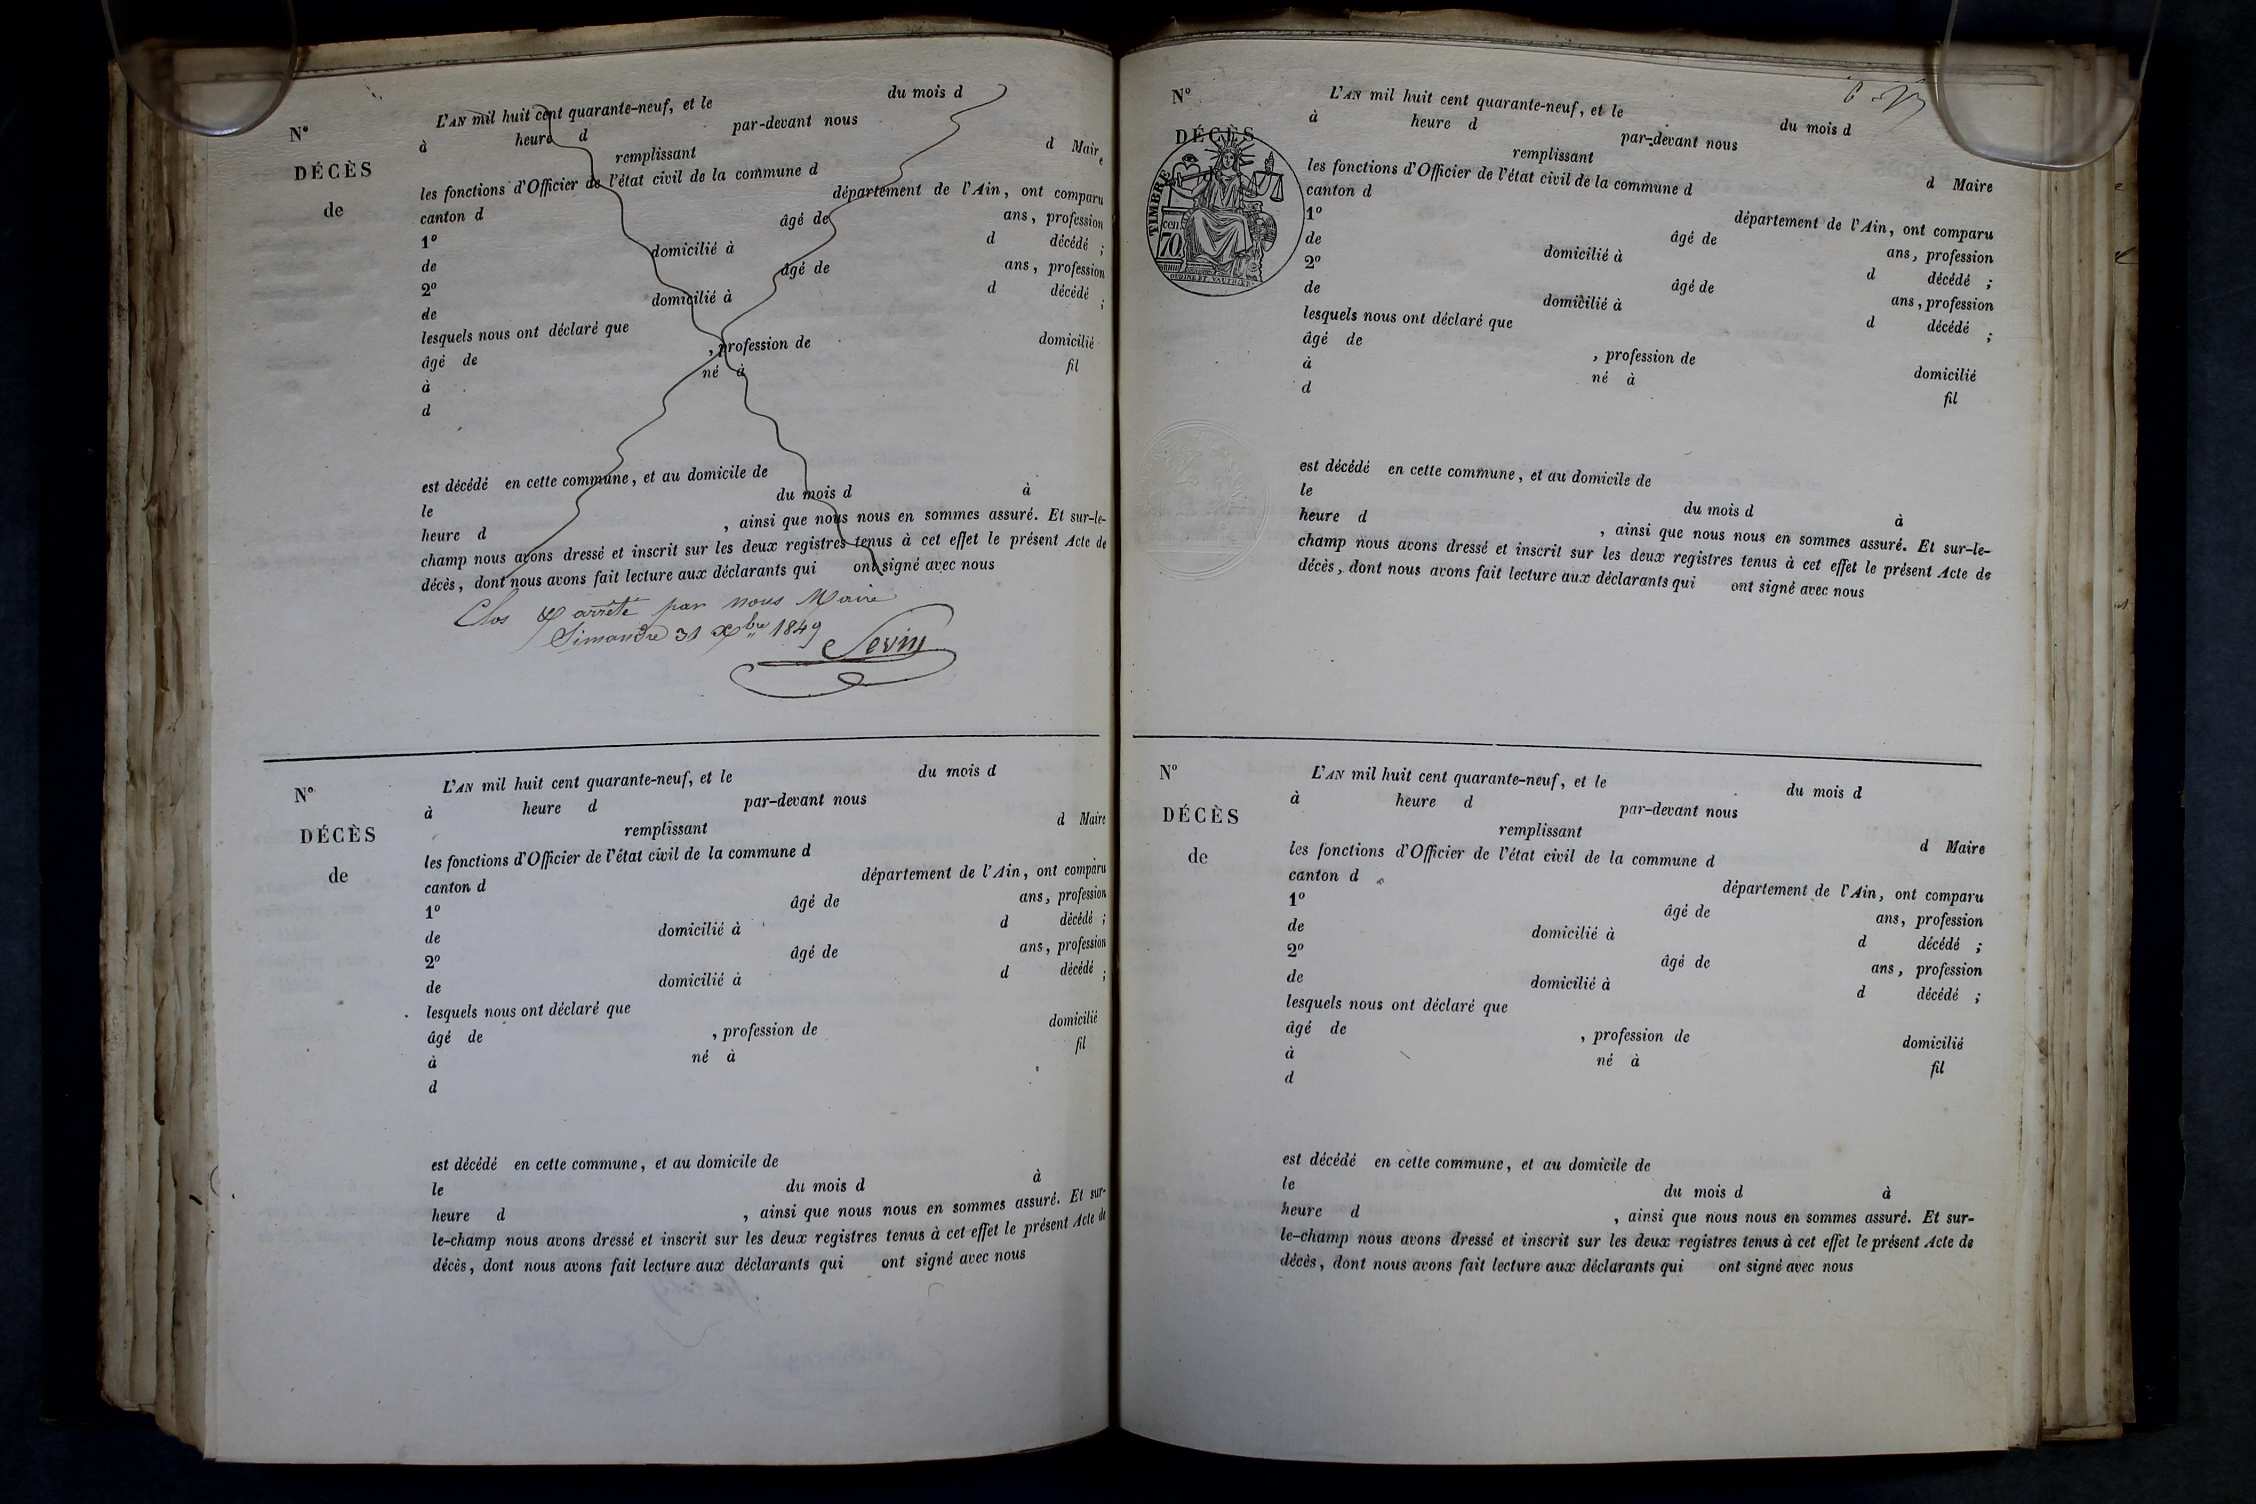 N°
DÉCÈS
de
L'AN mil huit cent quarante-neuf, et le du mois d
à heure d par-devant nous
remplissant d Maire
les fonctions d'Officier de l'état civil de la commune d
canton d département de l'Ain, ont comparu
1° âgé de ans, profession
de domicilié à d décédé ;
2° âgé de ans, profession
de domicilié à d décédé ;
lesquels nous ont déclaré que
âgé de , profession de domicilié
à né à fil
d
est décédé en cette commune, et au domicile de
le du mois d à
heure d , ainsi que nous nous en sommes assuré. Et sur-le-
champ nous avons dressé et inscrit sur les deux registres tenus à cet effet le présent Acte de
décès, dont nous avons fait lecture aux déclarants qui ont signé avec nous
Clos & arrêté par nous Maire
Simandre 31 Xbre 1849
Sevin
N°
DÉCÈS
de
L'AN mil huit cent quarante-neuf, et le du mois d
à heure d par-devant nous
remplissant d Maire
les fonctions d'Officier de l'état civil de la commune d
canton d département de l'Ain, ont comparu
1° âgé de ans, profession
de domicilié à d décédé ;
2° âgé de ans, profession
de domicilié à d décédé ;
lesquels nous ont déclaré que
âgé de , profession de domicilié
à né à fil
d
est décédé en cette commune, et au domicile de
le du mois d à
heure d , ainsi que nous nous en sommes assuré. Et sur-
le-champ nous avons dressé et inscrit sur les deux registres tenus à cet effet le présent Acte de
décès, dont nous avons fait lecture aux déclarants qui ont signé avec nous
N°
DÉCÈS
TIMBRE
cen
70
L'AN mil huit cent quarante-neuf, et le du mois d
à heure d par-devant nous
remplissant d Maire
les fonctions d'Officier de l'état civil de la commune d
canton d département de l'Ain, ont comparu
1° âgé de ans, profession
de domicilié à d décédé ;
2° âgé de ans, profession
de domicilié à d décédé ;
lesquels nous ont déclaré que
âgé de , profession de domicilié
à né à fil
d
est décédé en cette commune, et au domicile de
le du mois d à
heure d , ainsi que nous nous en sommes assuré. Et sur-le-
champ nous avons dressé et inscrit sur les deux registres tenus à cet effet le présent Acte de
décès, dont nous avons fait lecture aux déclarants qui ont signé avec nous
N°
DÉCÈS
de
L'AN mil huit cent quarante-neuf, et le du mois d
à heure d par-devant nous
remplissant d Maire
les fonctions d'Officier de l'état civil de la commune d
canton d département de l'Ain, ont comparu
1° âgé de ans, profession
de domicilié à d décédé ;
2° âgé de ans, profession
de domicilié à d décédé ;
lesquels nous ont déclaré que
âgé de , profession de domicilié
à né à fil
d
est décédé en cette commune, et au domicile de
le du mois d à
heure d , ainsi que nous nous en sommes assuré. Et sur-
le-champ nous avons dressé et inscrit sur les deux registres tenus à cet effet le présent Acte de
décès, dont nous avons fait lecture aux déclarants qui ont signé avec nous